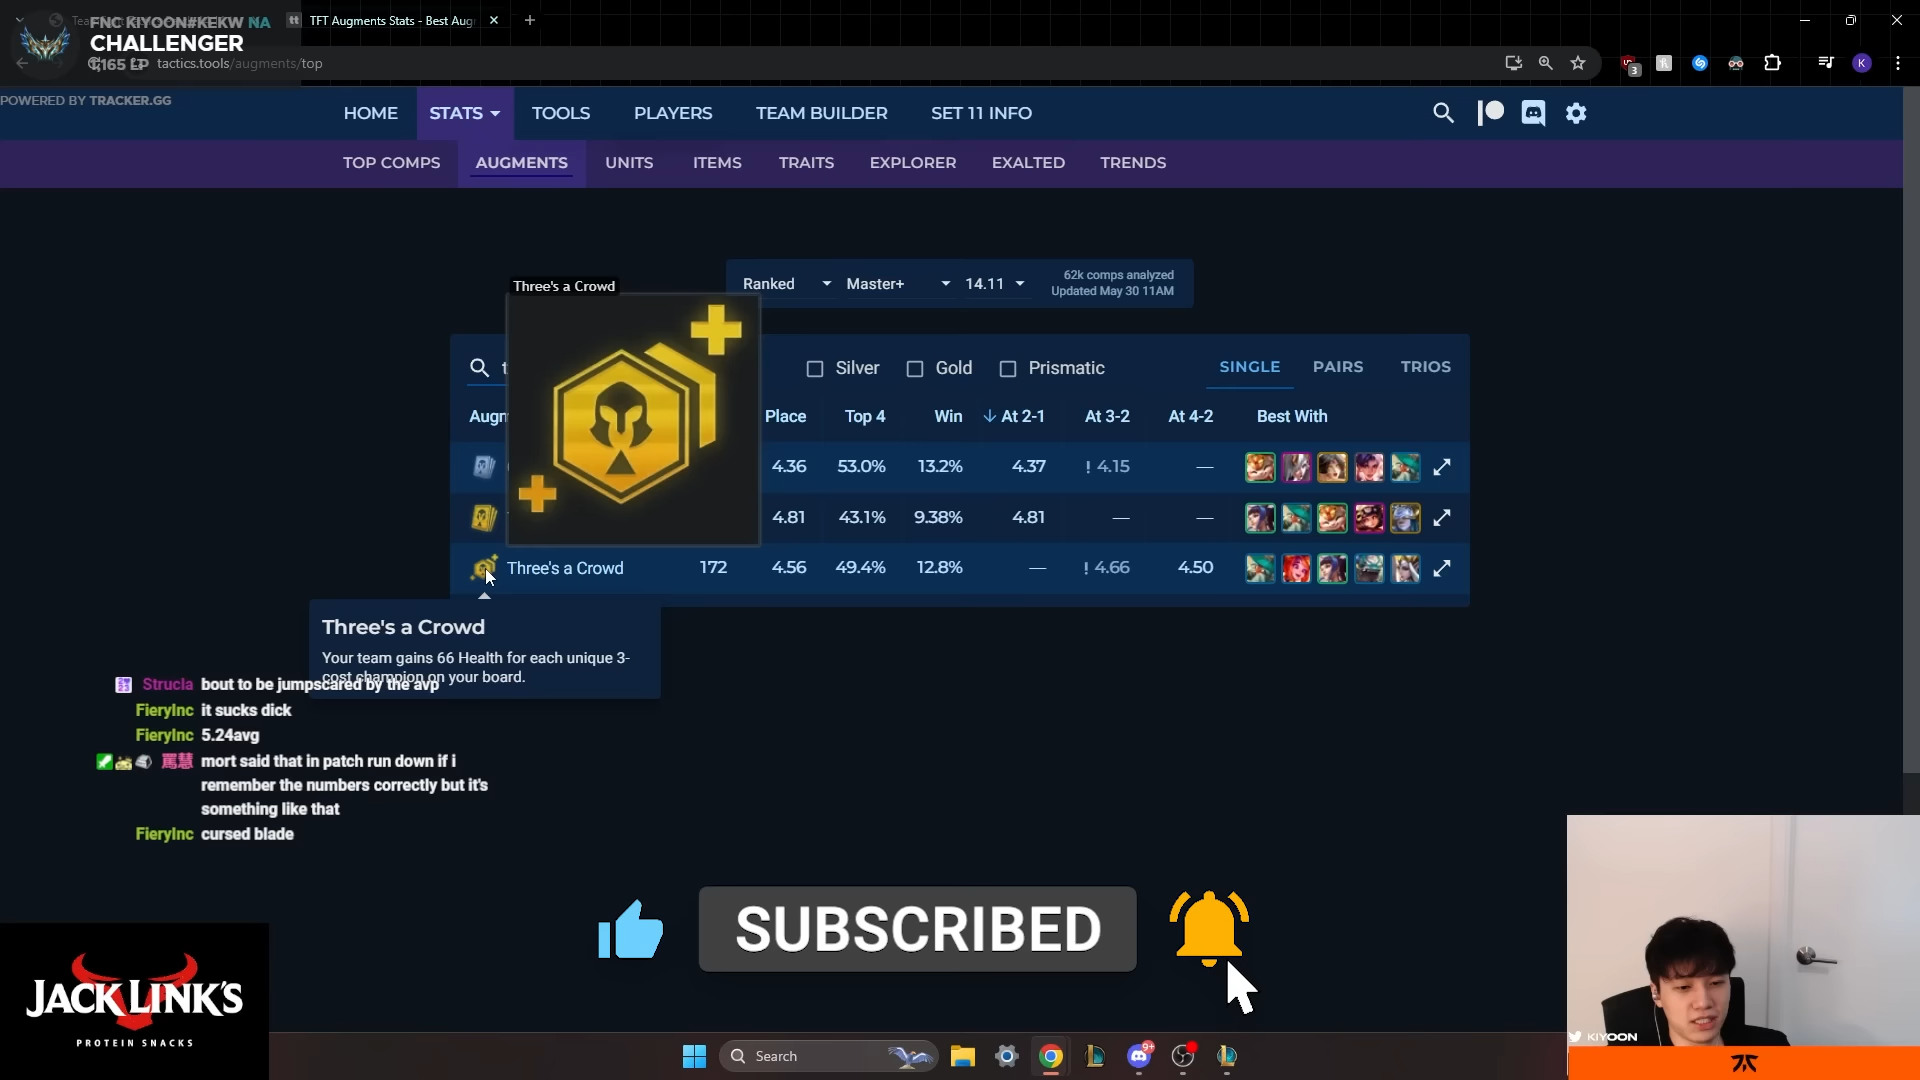 FNC KIYOON#KEKW NA
CHALLENGER
1,165 LP
POWERED BY TRACKER.GG
TFT Augments Stats - Best Aug
tactics.tools/augments/top
3
K
HOME
STATS
TOOLS
PLAYERS
TEAM BUILDER
SET 11 INFO
TOP COMPS
AUGMENTS
UNITS
ITEMS
TRAITS
EXPLORER
EXALTED
TRENDS
Ranked
Master+
14.11
62k comps analyzed
Updated May 30 11AM
Three's a Crowd
Silver
Gold
Prismatic
SINGLE
PAIRS
TRIOS
Place
Top 4
Win
At 2-1
At 3-2
At 4-2
Best With
4.36 53.0% 13.2% 4.37 ! 4.15 —
4.81 43.1% 9.38% 4.81 — —
Three's a Crowd 172 4.56 49.4% 12.8% — ! 4.66 4.50
Three's a Crowd
Your team gains 66 Health for each unique 3-
cost champion on your board.
Strucla bout to be jumpscared by the avp
FieryInc it sucks dick
FieryInc 5.24avg
mort said that in patch run down if i
remember the numbers correctly but it's
something like that
FieryInc cursed blade
SUBSCRIBED
JACK LINK'S
PROTEIN SNACKS
KIYOON
Search
9+